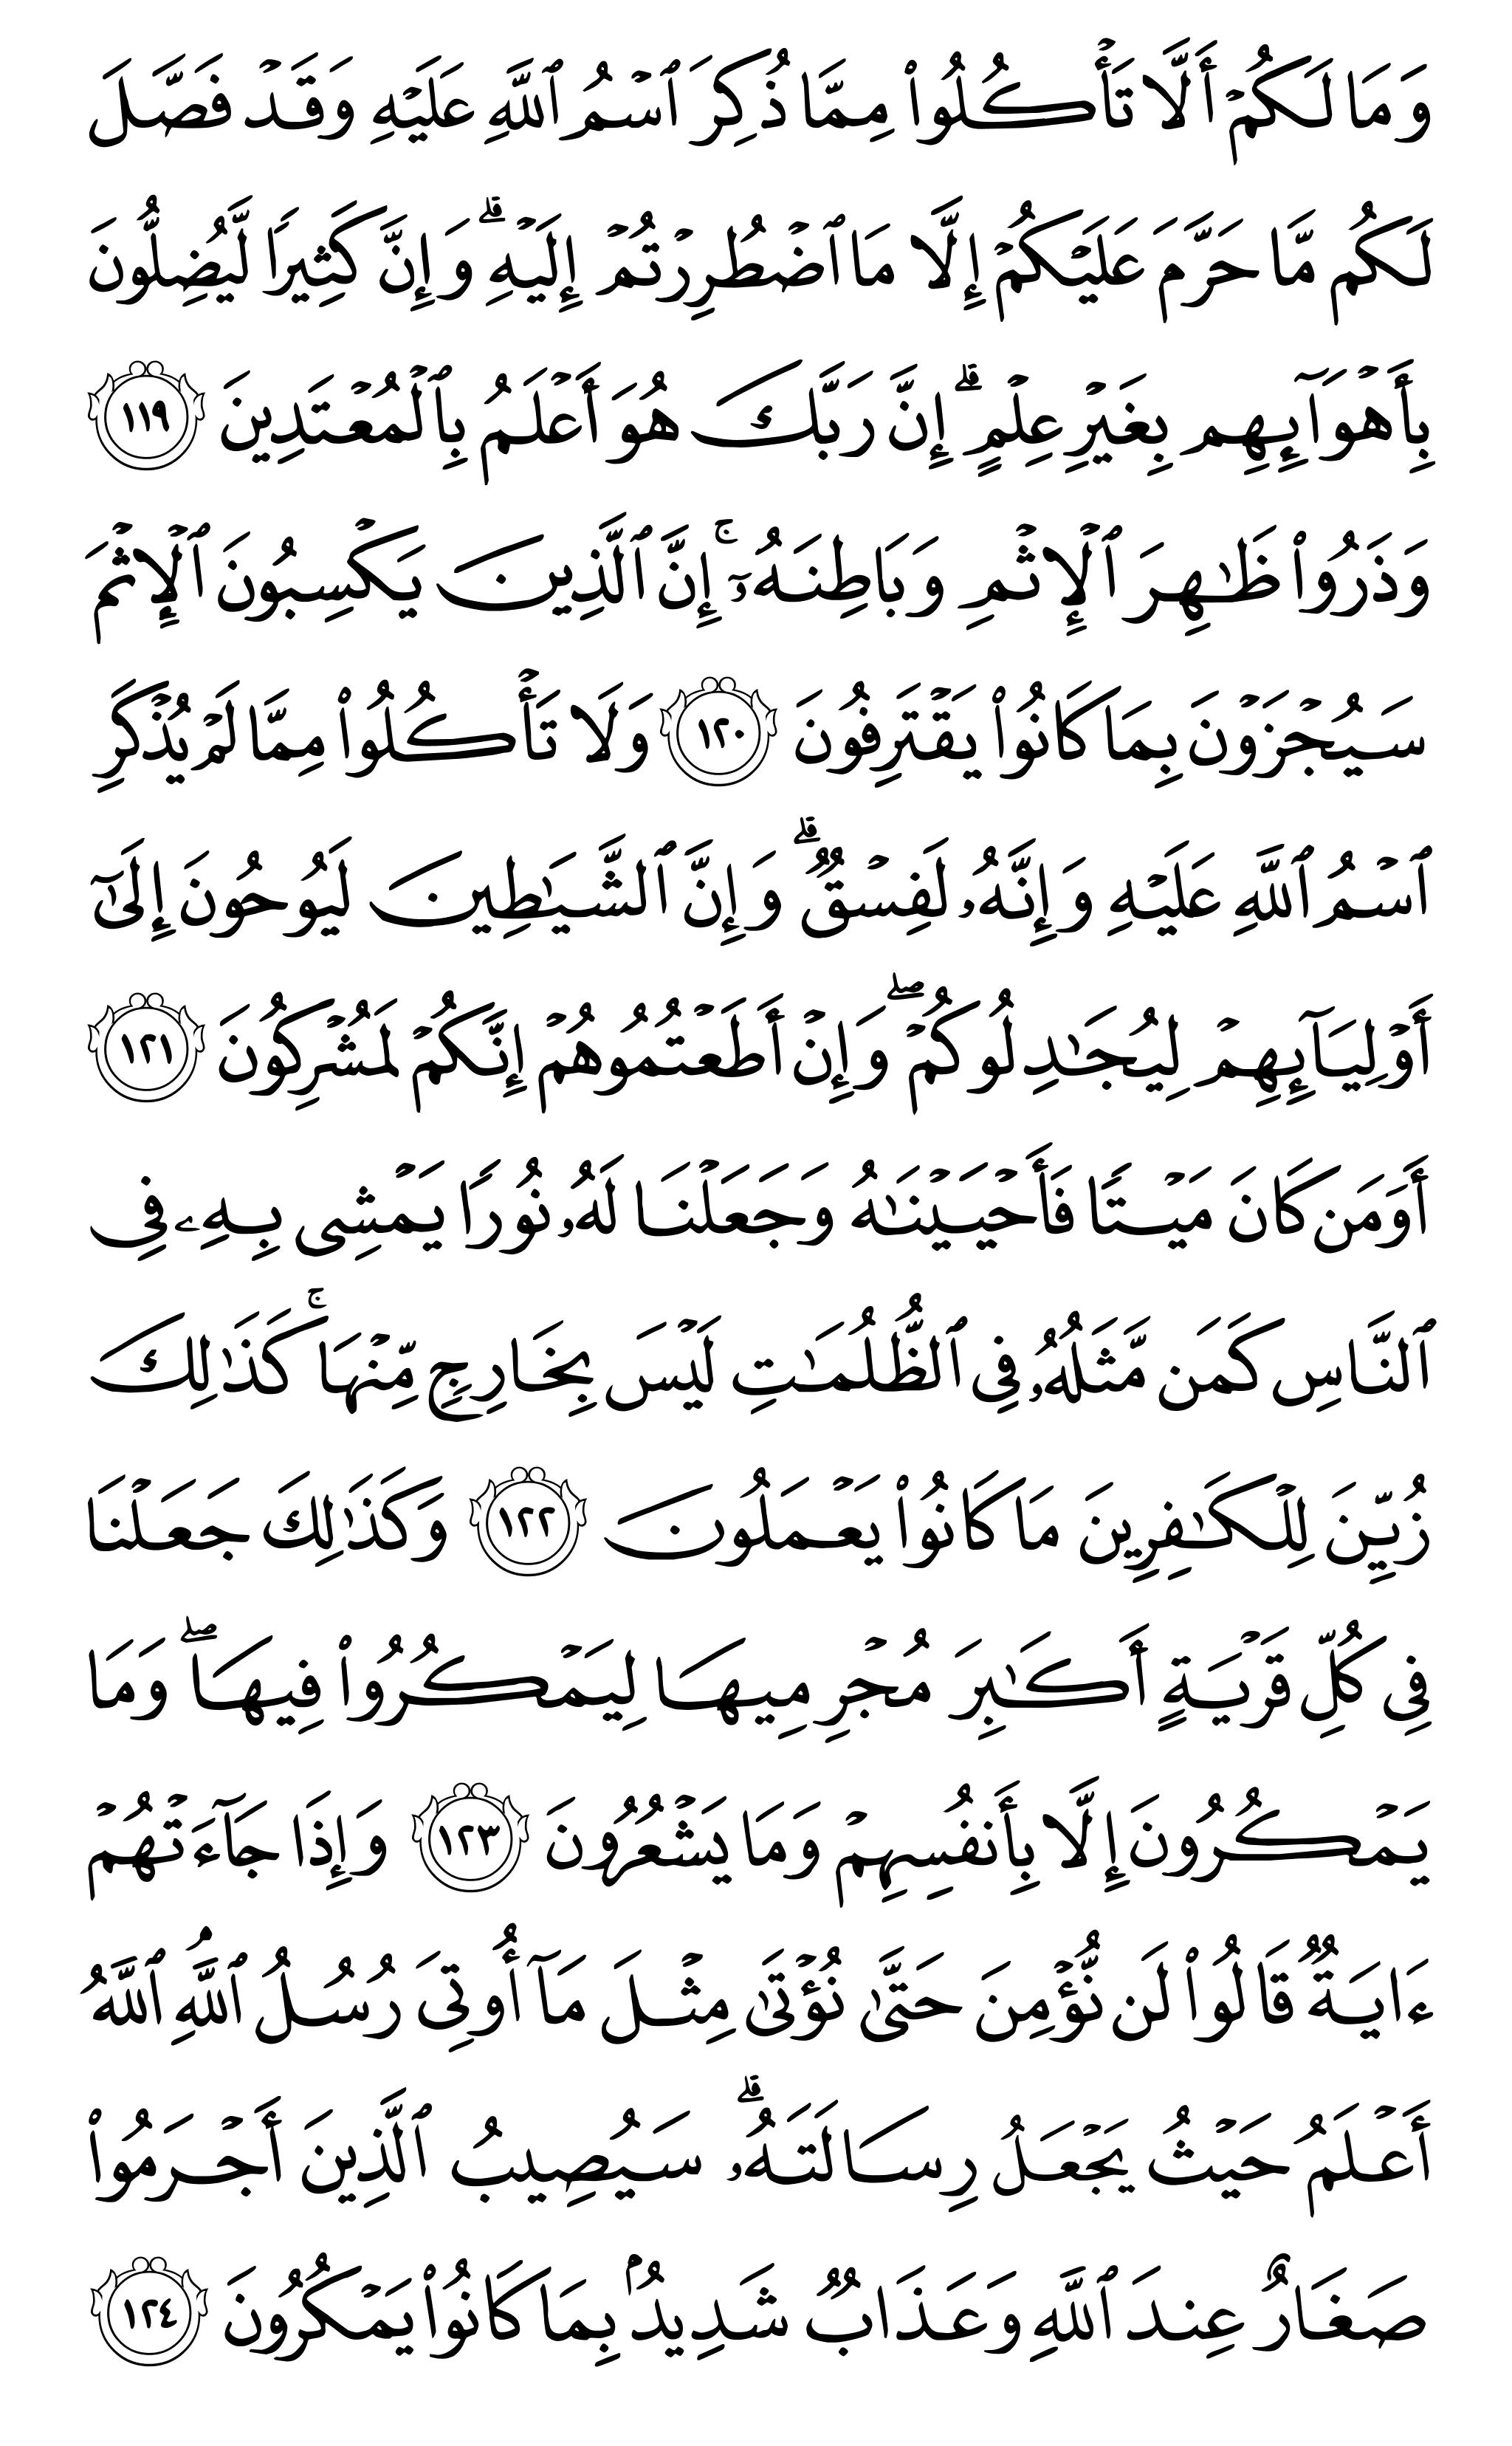 وَمَا لَكُمۡ أَلَّا تَأۡكُلُواْ مِمَّا ذُكِرَ ٱسۡمُ ٱللَّهِ عَلَيۡهِ وَقَدۡ فَصَّلَ
لَكُم مَّا حَرَّمَ عَلَيۡكُمۡ إِلَّا مَا ٱضۡطُرِرۡتُمۡ إِلَيۡهِۗ وَإِنَّ كَثِيرٗا لَّيُضِلُّونَ
بِأَهۡوَآئِهِم بِغَيۡرِ عِلۡمٍۚ إِنَّ رَبَّكَ هُوَ أَعۡلَمُ بِٱلۡمُعۡتَدِينَ ١١٩
وَذَرُواْ ظَٰهِرَ ٱلۡإِثۡمِ وَبَاطِنَهُۥٓۚ إِنَّ ٱلَّذِينَ يَكۡسِبُونَ ٱلۡإِثۡمَ
سَيُجۡزَوۡنَ بِمَا كَانُواْ يَقۡتَرِفُونَ ١٢٠ وَلَا تَأۡكُلُواْ مِمَّا لَمۡ يُذۡكَرِ
ٱسۡمُ ٱللَّهِ عَلَيۡهِ وَإِنَّهُۥ لَفِسۡقٞۗ وَإِنَّ ٱلشَّيَٰطِينَ لَيُوحُونَ إِلَىٰٓ
أَوۡلِيَآئِهِمۡ لِيُجَٰدِلُوكُمۡۖ وَإِنۡ أَطَعۡتُمُوهُمۡ إِنَّكُمۡ لَمُشۡرِكُونَ ١٢١
أَوَمَن كَانَ مَيۡتٗا فَأَحۡيَيۡنَٰهُ وَجَعَلۡنَا لَهُۥ نُورٗا يَمۡشِي بِهِۦ فِي
ٱلنَّاسِ كَمَن مَّثَلُهُۥ فِي ٱلظُّلُمَٰتِ لَيۡسَ بِخَارِجٖ مِّنۡهَاۚ كَذَٰلِكَ
زُيِّنَ لِلۡكَٰفِرِينَ مَا كَانُواْ يَعۡمَلُونَ ١٢٢ وَكَذَٰلِكَ جَعَلۡنَا
فِي كُلِّ قَرۡيَةٍ أَكَٰبِرَ مُجۡرِمِيهَا لِيَمۡكُرُواْ فِيهَاۖ وَمَا
يَمۡكُرُونَ إِلَّا بِأَنفُسِهِمۡ وَمَا يَشۡعُرُونَ ١٢٣ وَإِذَا جَآءَتۡهُمۡ
ءَايَةٞ قَالُواْ لَن نُّؤۡمِنَ حَتَّىٰ نُؤۡتَىٰ مِثۡلَ مَآ أُوتِيَ رُسُلُ ٱللَّهِۘ ٱللَّهُ
أَعۡلَمُ حَيۡثُ يَجۡعَلُ رِسَالَتَهُۥۗ سَيُصِيبُ ٱلَّذِينَ أَجۡرَمُواْ
صَغَارٌ عِندَ ٱللَّهِ وَعَذَابٞ شَدِيدُۢ بِمَا كَانُواْ يَمۡكُرُونَ ١٢٤